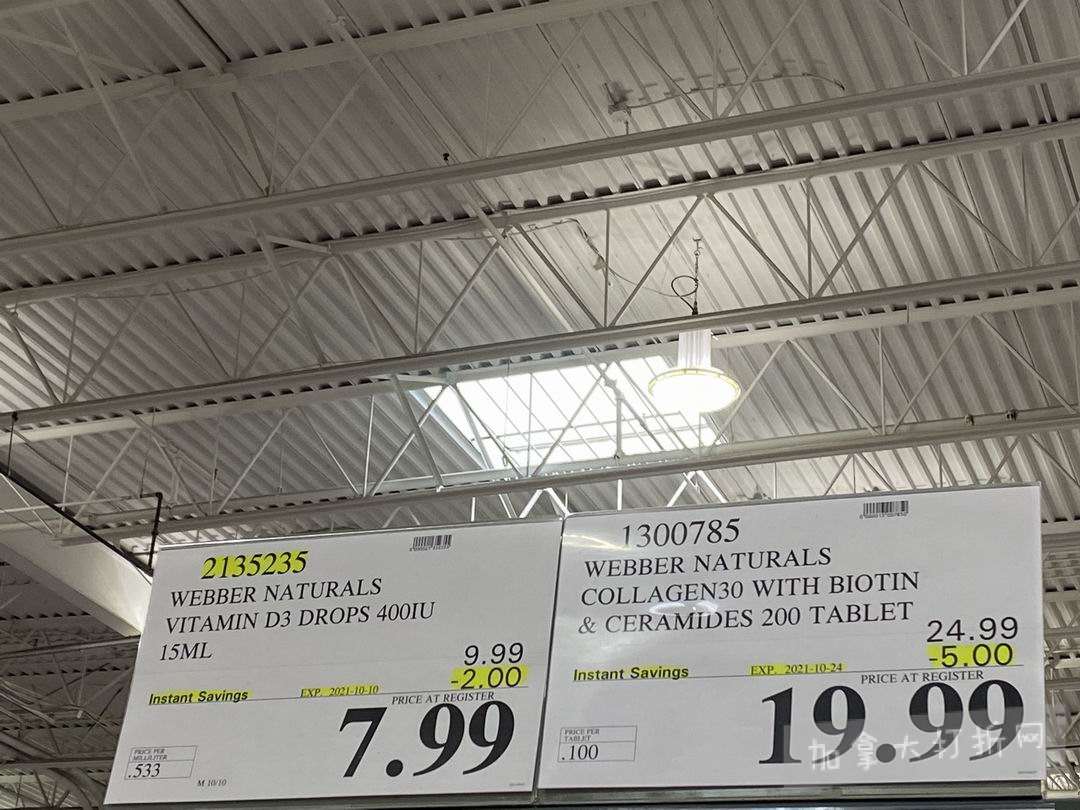 2135235
WEBBER NATURALS
VITAMIN D3 DROPS 400IU
15ML
9.99
-2.00
Instant Savings
EXP. 2021-10-10
PRICE AT REGISTER
7.99
PRICE PER
MILLILITER
.533
M 10/10
1300785
WEBBER NATURALS
COLLAGEN30 WITH BIOTIN
& CERAMIDES 200 TABLET
24.99
-5.00
Instant Savings
EXP. 2021-10-24
PRICE AT REGISTER
19.99
PRICE PER
TABLET
.100
加拿大打折网